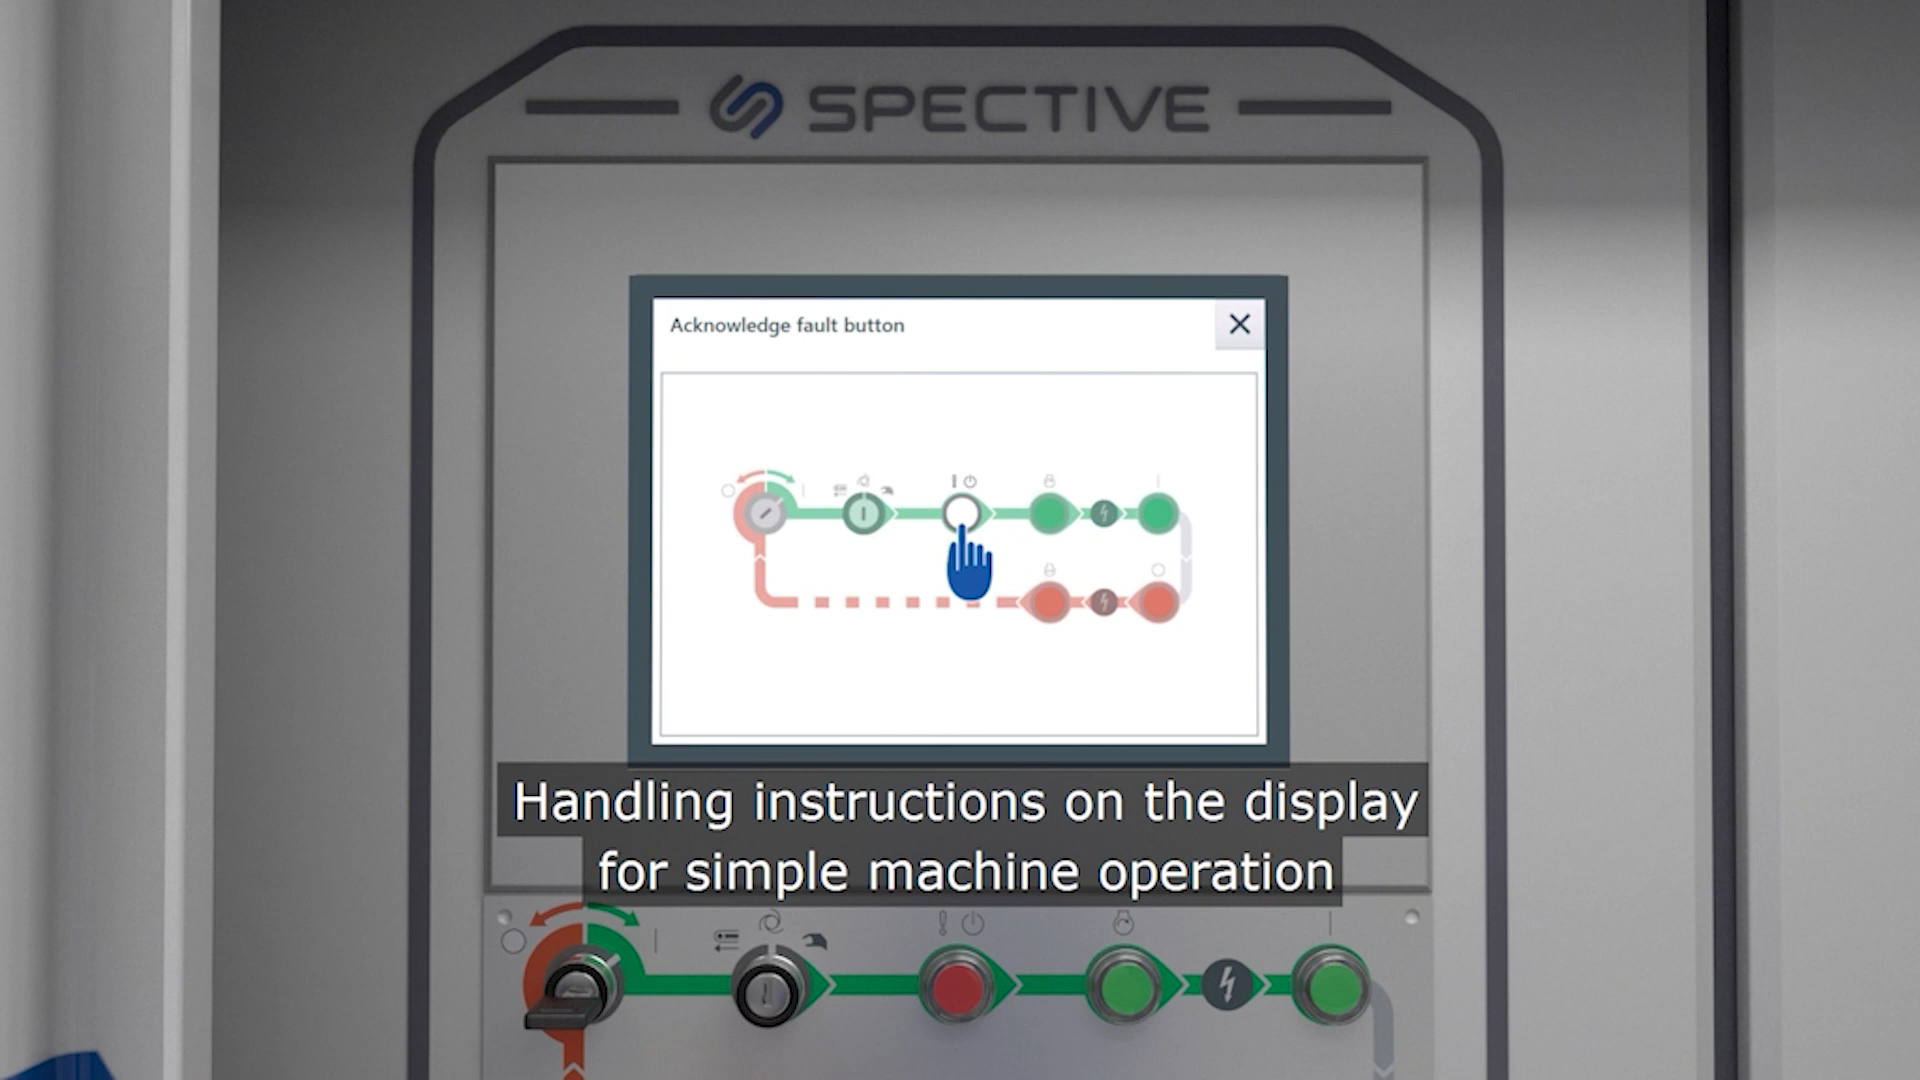 SPECTIVE
Acknowledge fault button
Handling instructions on the display
for simple machine operation